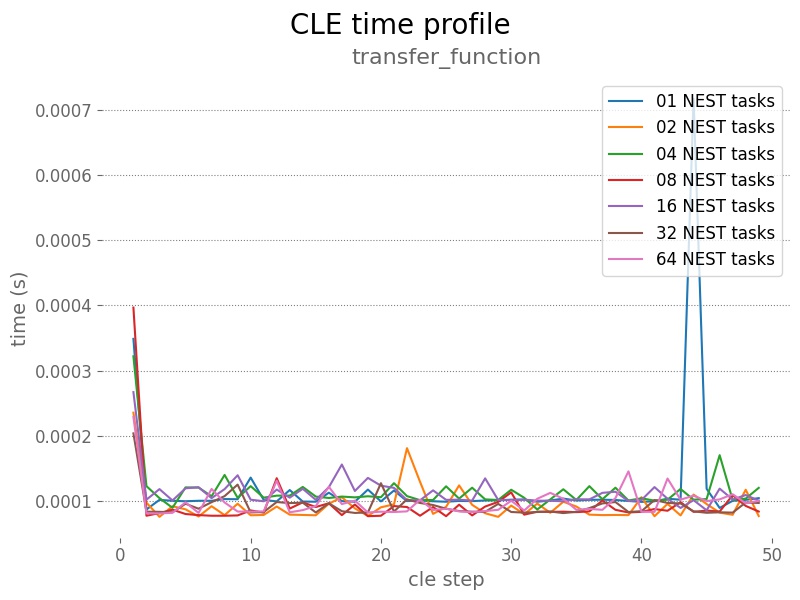 CLE time profile
transfer_function
0.0007
0.0006
0.0005
0.0004
0.0003
0.0002
0.0001
time (s)
01 NEST tasks
02 NEST tasks
04 NEST tasks
08 NEST tasks
16 NEST tasks
32 NEST tasks
64 NEST tasks
0 10 20 30 40 50
cle step